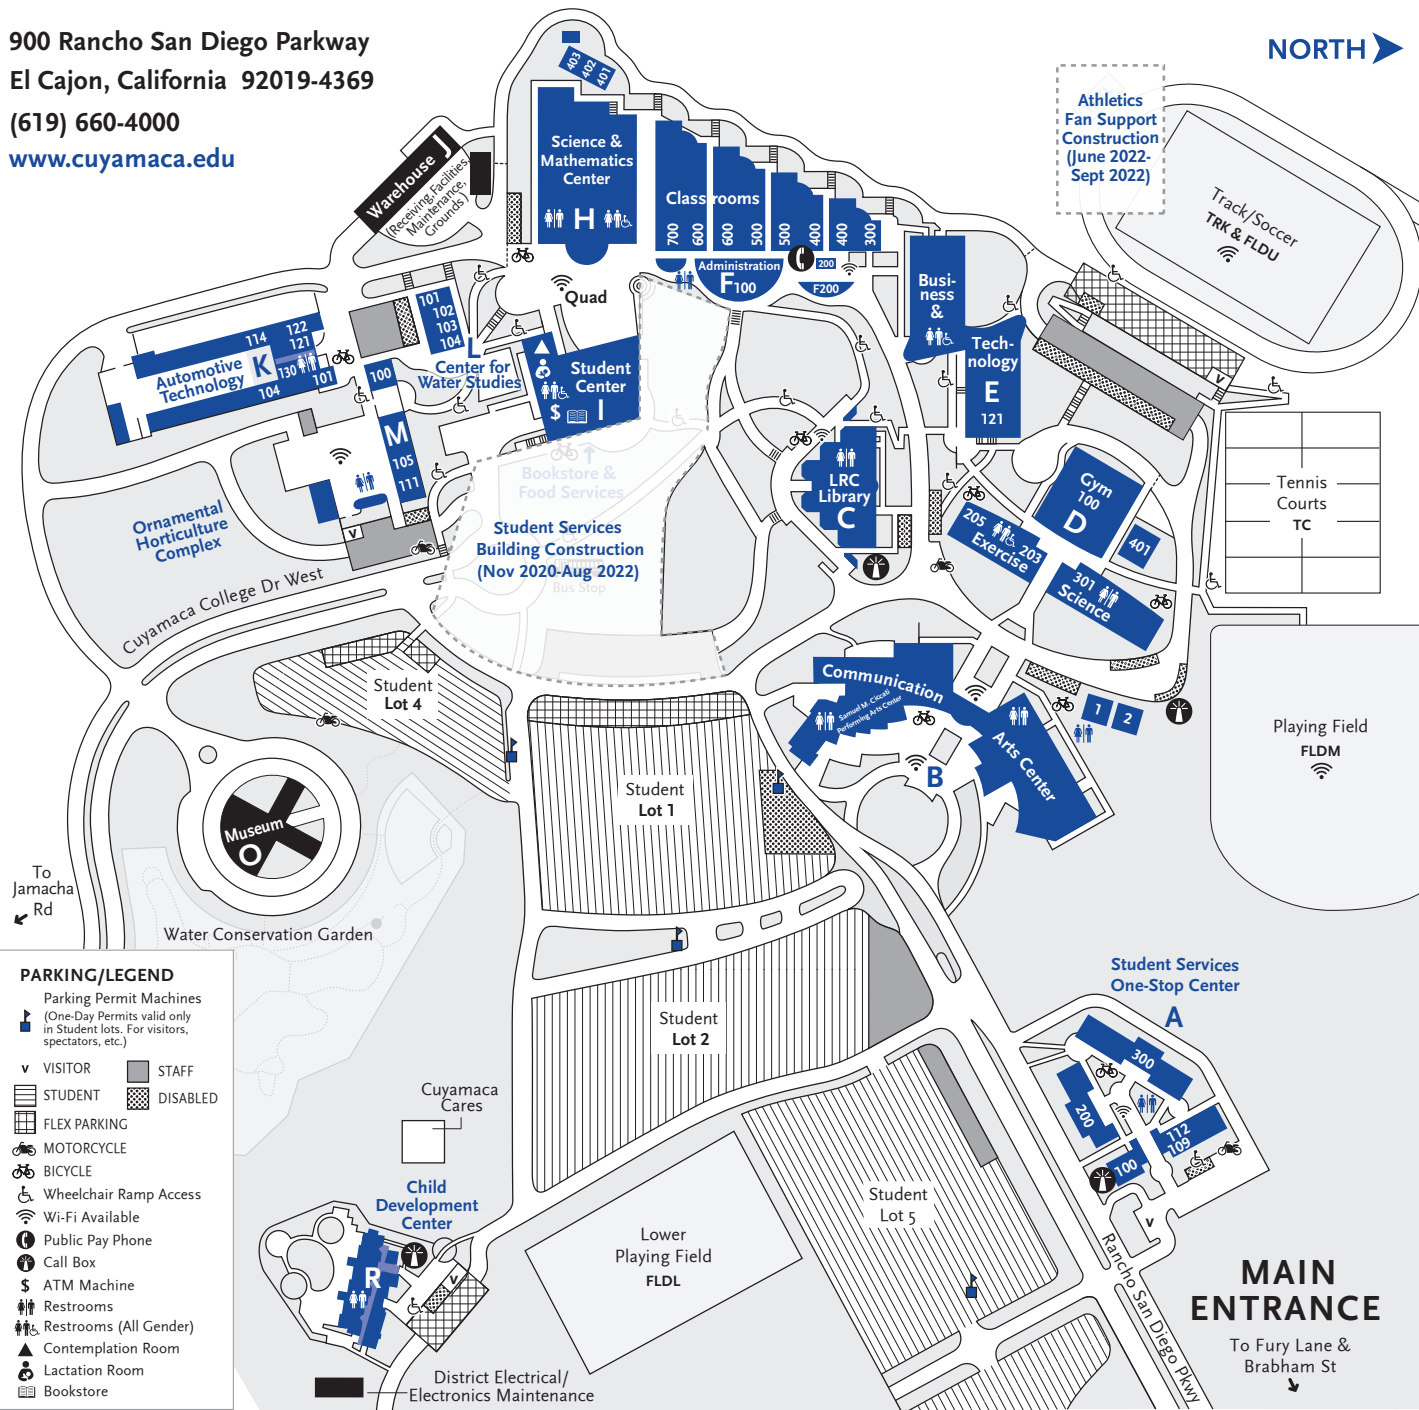 900 Rancho San Diego Parkway
El Cajon, California 92019-4369
(619) 660-4000
www.cuyamaca.edu
NORTH
403
402
401
Science &
Mathematics
Center
H
Warehouse J
(Receiving, Facilities,
Maintenance,
Grounds)
Classrooms
700
600
600
500
500
400
400
300
Administration
F100
200
F200
Quad
Athletics
Fan Support
Construction
(June 2022-
Sept 2022)
Track/Soccer
TRK & FLDU
Busi-
ness
&
Tech-
nology
E
121
114
122
121
Automotive
Technology
K
130
101
104
101
102
103
104
L
Center for
Water Studies
100
M
105
111
Student
Center
I
$
Bookstore &
Food Services
Student Services
Building Construction
(Nov 2020-Aug 2022)
Bus Stop
Ornamental
Horticulture
Complex
V
Cuyamaca College Dr West
LRC
Library
C
Gym
100
D
401
205
203
Exercise
301
Science
V
Tennis
Courts
TC
Communication
Samuel M. Ciccati
Performing Arts Center
Arts Center
B
1
2
Playing Field
FLDM
Student
Lot 4
Student
Lot 1
Museum
O
To
Jamacha
Rd
Water Conservation Garden
Student
Lot 2
Student Services
One-Stop Center
A
300
200
112
109
100
V
Cuyamaca
Cares
Child
Development
Center
R
V
Lower
Playing Field
FLDL
Student
Lot 5
Rancho San Diego Pkwy
MAIN
ENTRANCE
To Fury Lane &
Brabham St
District Electrical/
Electronics Maintenance
PARKING/LEGEND
Parking Permit Machines
(One-Day Permits valid only
in Student lots. For visitors,
spectators, etc.)
V VISITOR
STAFF
STUDENT
DISABLED
FLEX PARKING
MOTORCYCLE
BICYCLE
Wheelchair Ramp Access
Wi-Fi Available
Public Pay Phone
Call Box
$ ATM Machine
Restrooms
Restrooms (All Gender)
Contemplation Room
Lactation Room
Bookstore